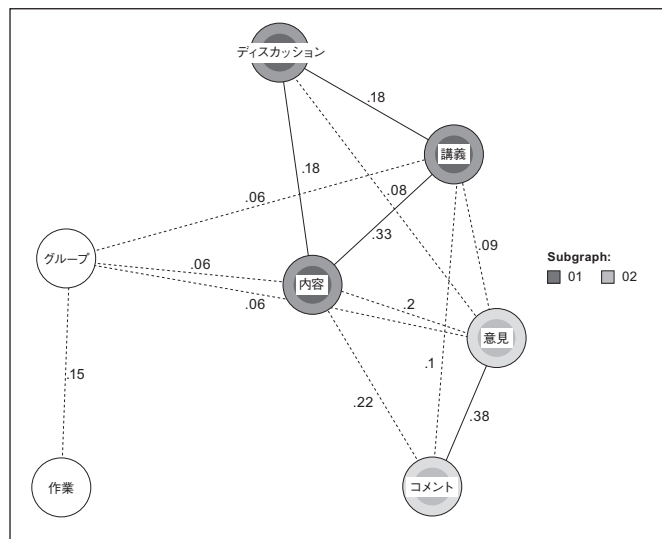 ディスカッション
.18
講義
.18
.08
.06
.33
.09
グループ
.06
内容
.06
.2
意見
Subgraph:
01 02
.1
.15
.22
.38
作業
コメント